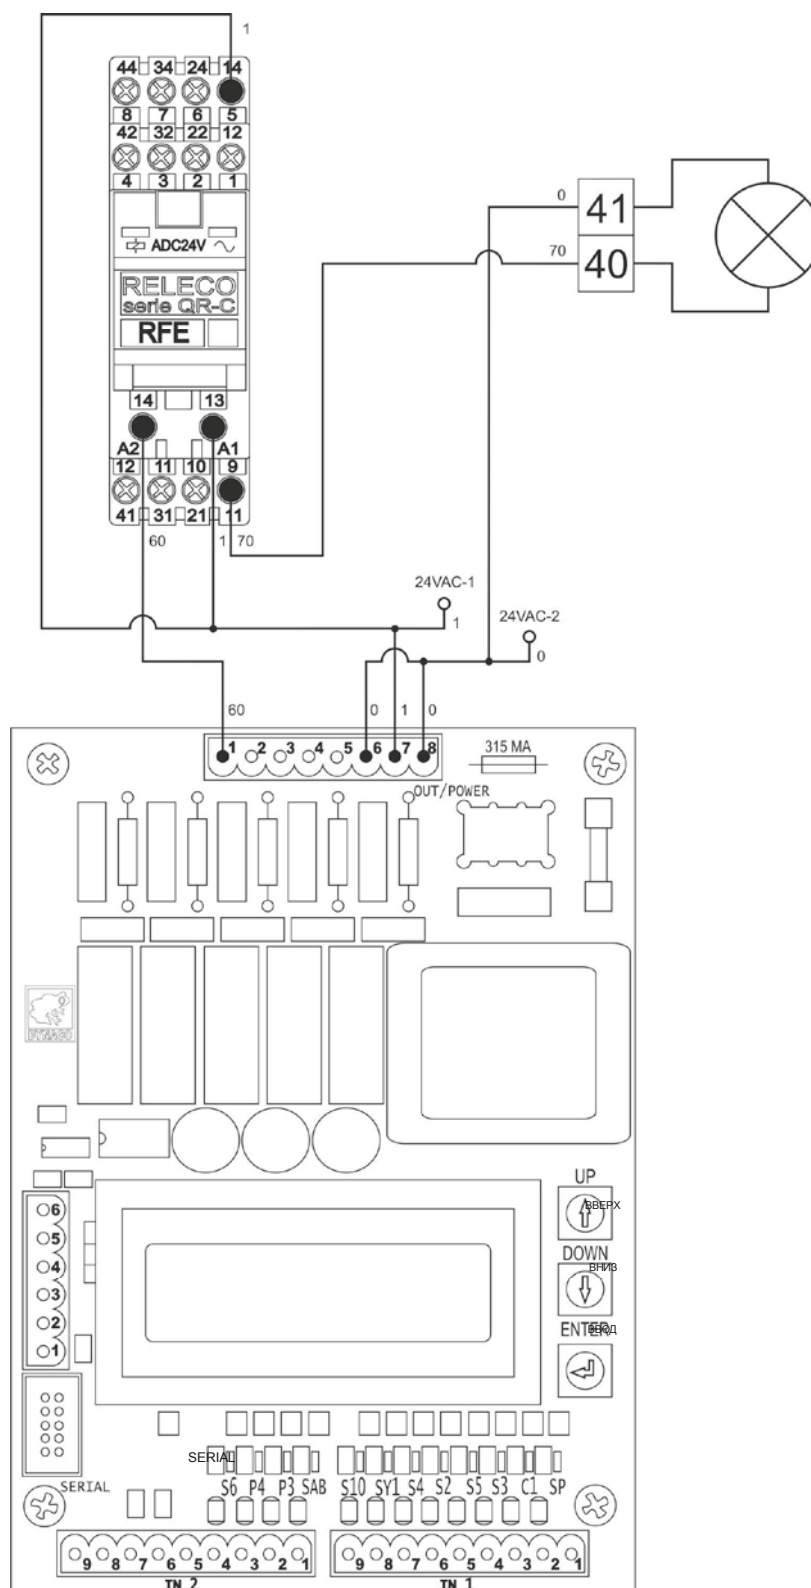 1
44 34 24 14
8 7 6 5
42 32 22 12
4 3 2 1
ADC24V
RELECO
serie QR-C
RFE
14 13
A2 A1
12 11 10 9
41 31 21 11
60 1 70
0 41
70 40
24VAC-1
1
24VAC-2
0
60 0 1 0
1 2 3 4 5 6 7 8
315 MA
OUT/POWER
UP
ВВЕРХ
DOWN
ВНИЗ
ENTER
ВВОД
6
5
4
3
2
1
SERIAL
SERIAL
S6 P4 P3 SAB S10 SY1 S4 S2 S5 S3 C1 SP
9 8 7 6 5 4 3 2 1 9 8 7 6 5 4 3 2 1
TN 2 TN 1